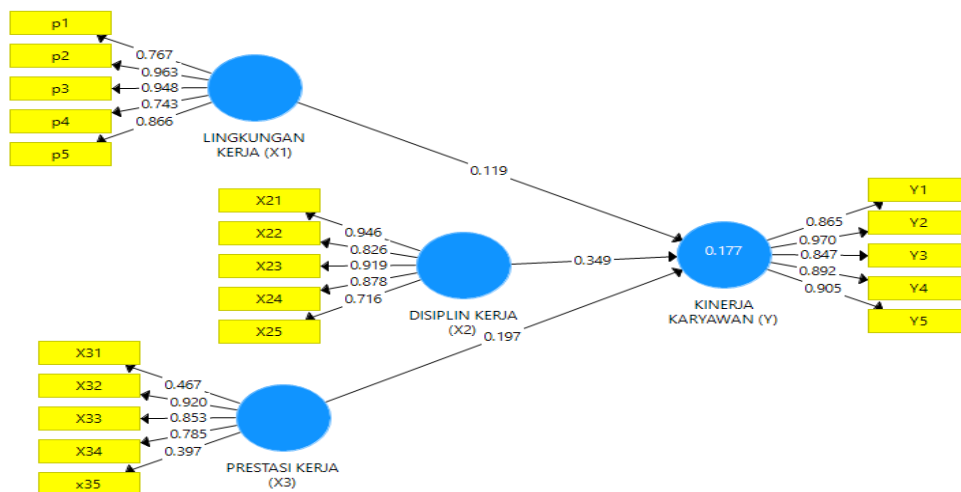 p1
p2
p3
p4
p5
0.767
0.963
0.948
0.743
0.866
LINGKUNGAN
KERJA (X1)
0.119
X21
X22
X23
X24
X25
0.946
0.826
0.919
0.878
0.716
DISIPLIN KERJA
(X2)
0.349
X31
X32
X33
X34
x35
0.467
0.920
0.853
0.785
0.397
PRESTASI KERJA
(X3)
0.197
0.177
KINERJA
KARYAWAN (Y)
0.865
0.970
0.847
0.892
0.905
Y1
Y2
Y3
Y4
Y5